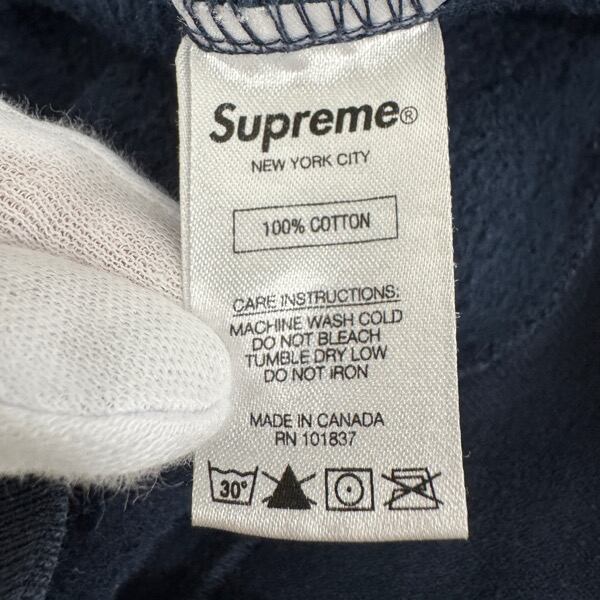 Supreme®
NEW YORK CITY
100% COTTON
CARE INSTRUCTIONS:
MACHINE WASH COLD
DO NOT BLEACH
TUMBLE DRY LOW
DO NOT IRON
MADE IN CANADA
RN 101837
30°